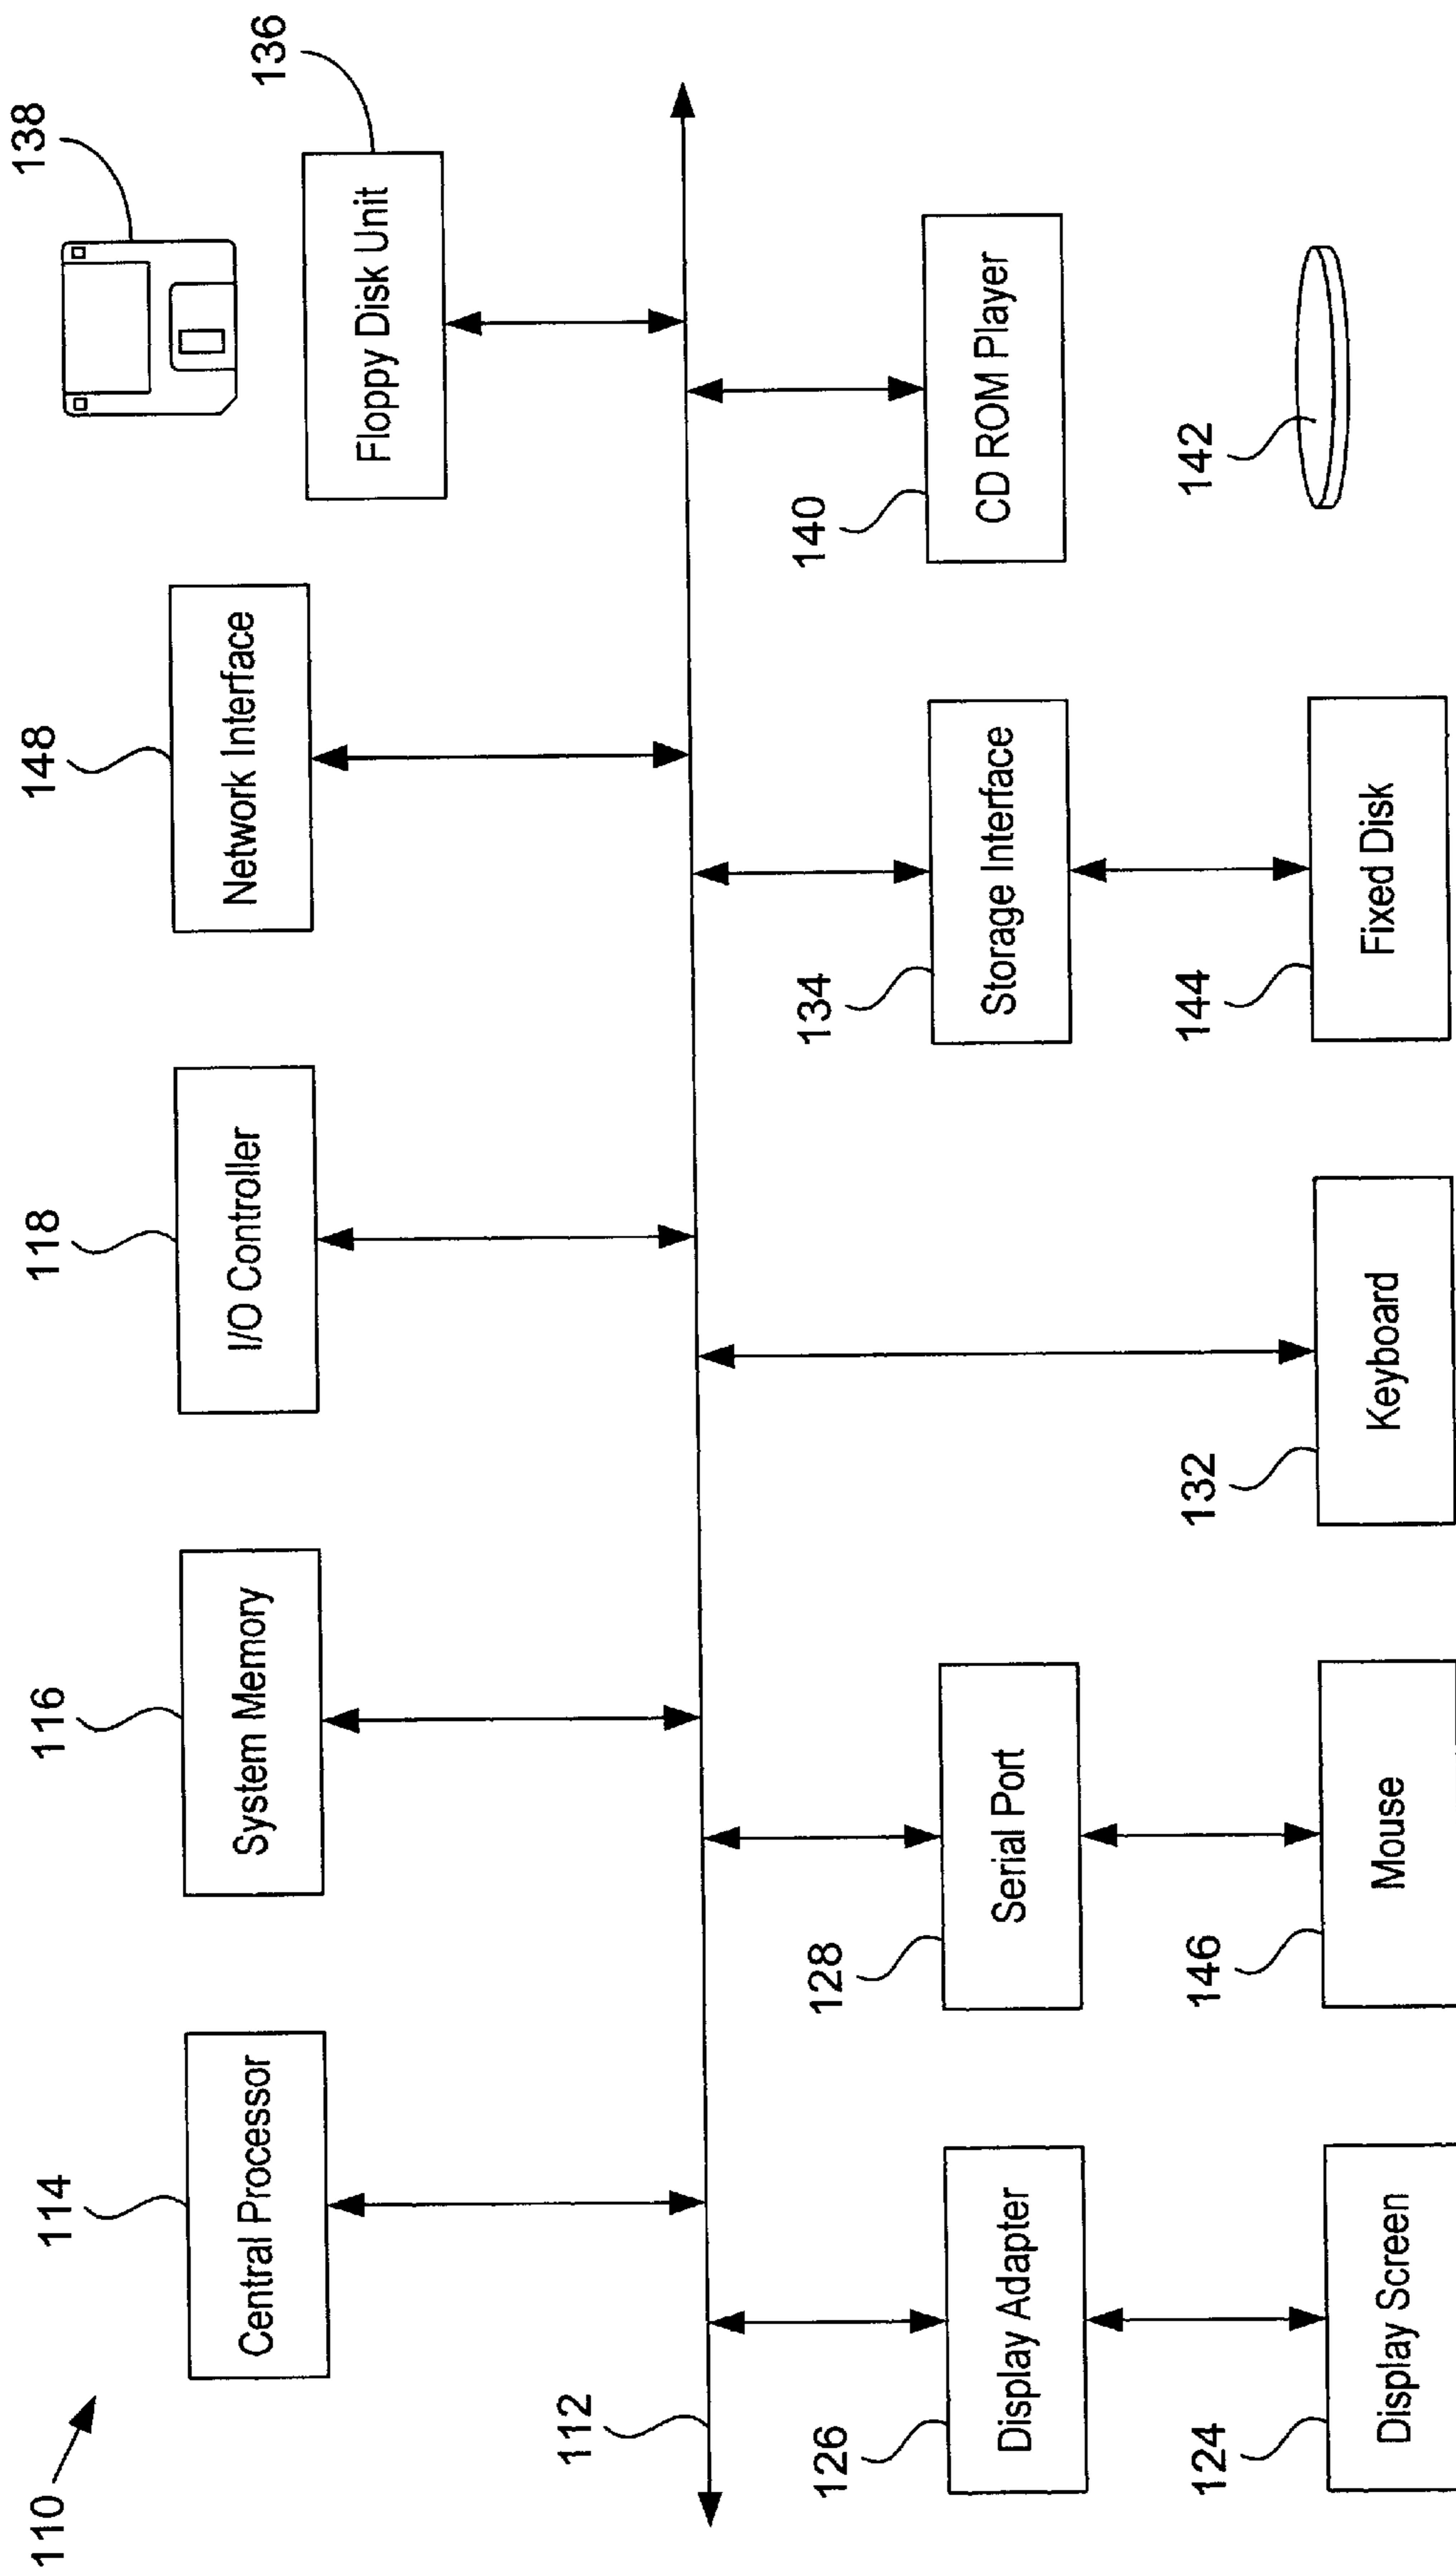 110
114
Central Processor
116
System Memory
118
I/O Controller
148
Network Interface
138
136
Floppy Disk Unit
112
126
Display Adapter
128
Serial Port
134
Storage Interface
140
CD ROM Player
124
Display Screen
146
Mouse
132
Keyboard
144
Fixed Disk
142